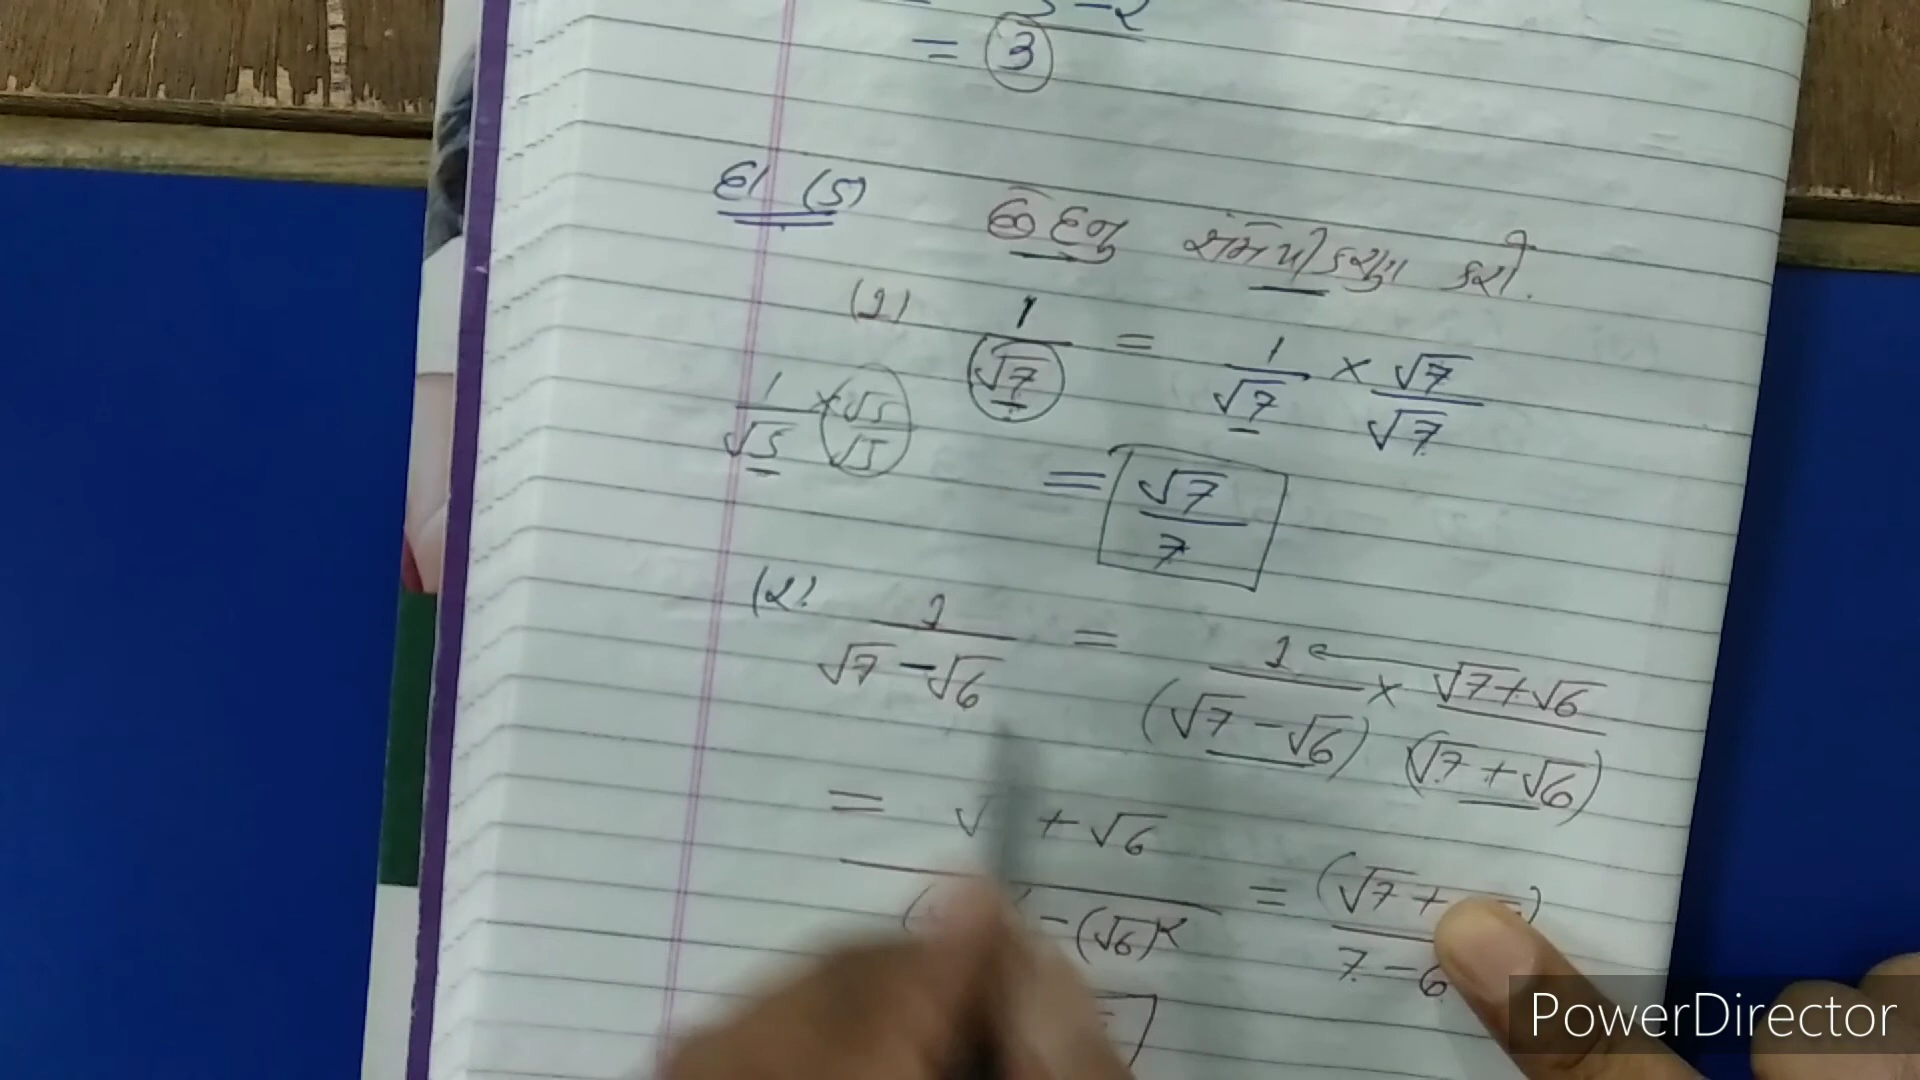 = 3
દા (5) છેદનું સંમેયીકરણ કરો.
(1) 1/√7 = 1/√7 × √7/√7
1/√5 × √5/√5
= √7/7
(2) 1/(√7 - √6) = 1/(√7 - √6) × (√7 + √6)/(√7 + √6)
= √ + √6 / - (√6)² = (√7 + ) / 7 - 6
PowerDirector